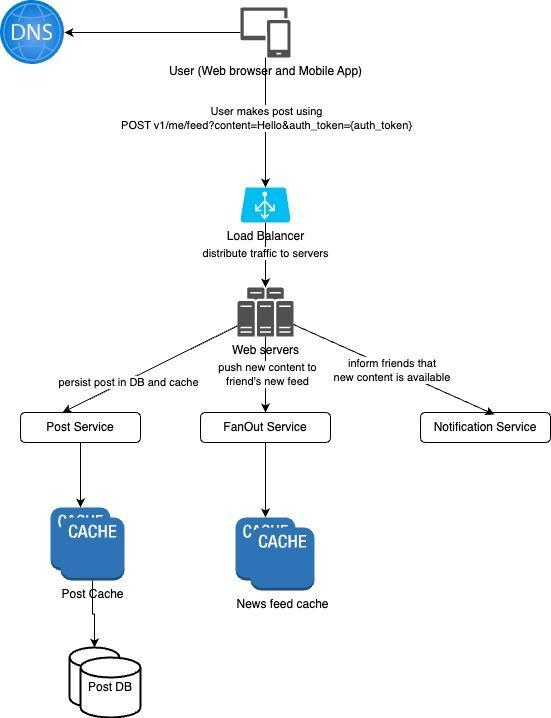 DNS
User (Web browser and Mobile App)
User makes post using
POST v1/me/feed?content=Hello&auth_token={auth_token}
Load Balancer
distribute traffic to servers
Web servers
persist post in DB and cache
push new content to
friend's new feed
inform friends that
new content is available
Post Service
FanOut Service
Notification Service
CACHE
CACHE
CACHE
CACHE
Post Cache
News feed cache
Post DB